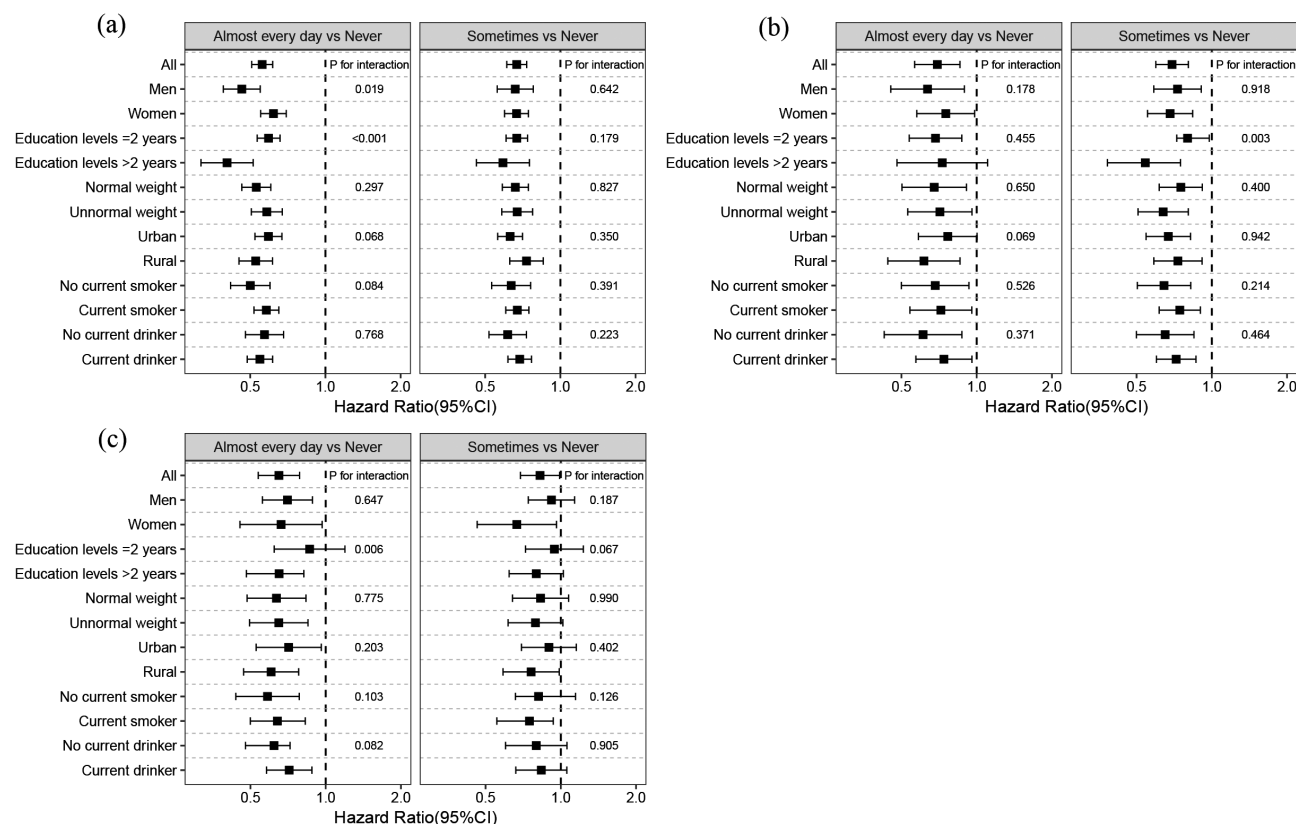 (a)
Almost every day vs Never Sometimes vs Never
All P for interaction P for interaction
Men 0.019 0.642
Women
Education levels =2 years <0.001 0.179
Education levels >2 years
Normal weight 0.297 0.827
Unnormal weight
Urban 0.068 0.350
Rural
No current smoker 0.084 0.391
Current smoker
No current drinker 0.768 0.223
Current drinker
0.5 1.0 2.0 0.5 1.0 2.0
Hazard Ratio(95%CI)
(b)
Almost every day vs Never Sometimes vs Never
All P for interaction P for interaction
Men 0.178 0.918
Women
Education levels =2 years 0.455 0.003
Education levels >2 years
Normal weight 0.650 0.400
Unnormal weight
Urban 0.069 0.942
Rural
No current smoker 0.526 0.214
Current smoker
No current drinker 0.371 0.464
Current drinker
0.5 1.0 2.0 0.5 1.0 2.0
Hazard Ratio(95%CI)
(c)
Almost every day vs Never Sometimes vs Never
All P for interaction P for interaction
Men 0.647 0.187
Women
Education levels =2 years 0.006 0.067
Education levels >2 years
Normal weight 0.775 0.990
Unnormal weight
Urban 0.203 0.402
Rural
No current smoker 0.103 0.126
Current smoker
No current drinker 0.082 0.905
Current drinker
0.5 1.0 2.0 0.5 1.0 2.0
Hazard Ratio(95%CI)